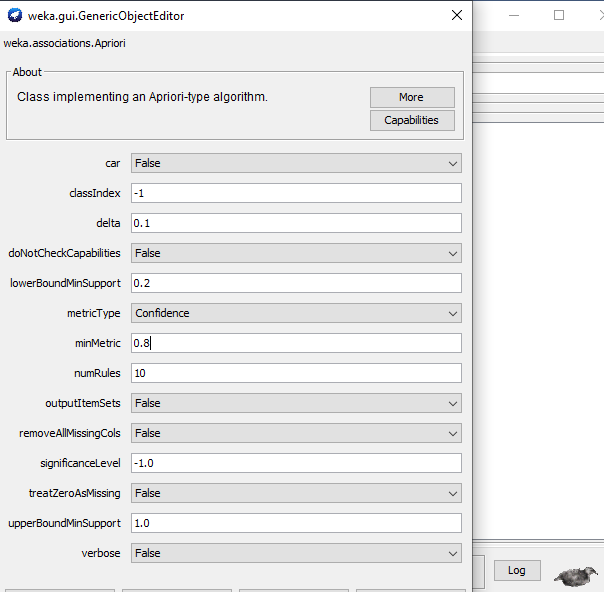 weka.gui.GenericObjectEditor
weka.associations.Apriori
About
Class implementing an Apriori-type algorithm.
More
Capabilities
car False
classIndex -1
delta 0.1
doNotCheckCapabilities False
lowerBoundMinSupport 0.2
metricType Confidence
minMetric 0.8
numRules 10
outputItemSets False
removeAllMissingCols False
significanceLevel -1.0
treatZeroAsMissing False
upperBoundMinSupport 1.0
verbose False
Log